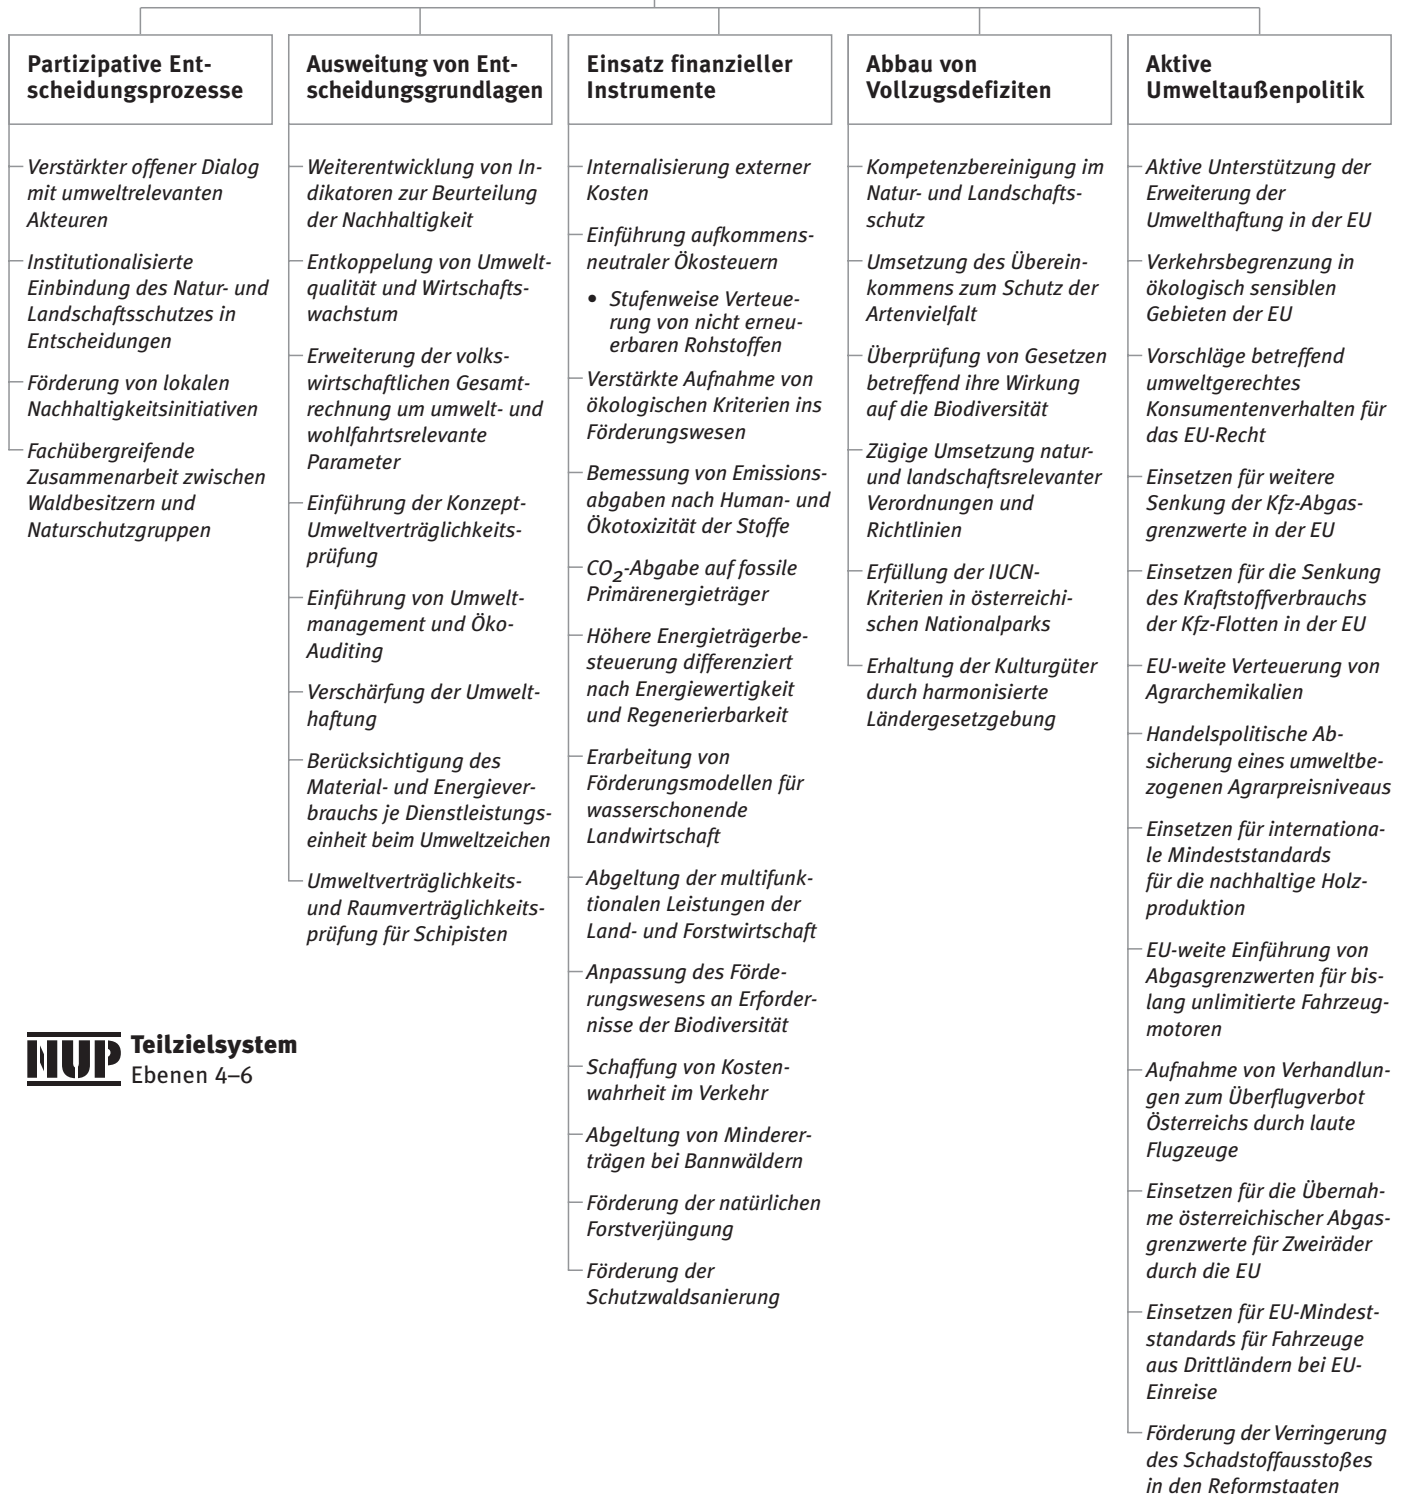 Partizipative Ent-
scheidungsprozesse
Verstärkter offener Dialog
mit umweltrelevanten
Akteuren
Institutionalisierte
Einbindung des Natur- und
Landschaftsschutzes in
Entscheidungen
Förderung von lokalen
Nachhaltigkeitsinitiativen
Fachübergreifende
Zusammenarbeit zwischen
Waldbesitzern und
Naturschutzgruppen
Ausweitung von Ent-
scheidungsgrundlagen
Weiterentwicklung von In-
dikatoren zur Beurteilung
der Nachhaltigkeit
Entkoppelung von Umwelt-
qualität und Wirtschafts-
wachstum
Erweiterung der volks-
wirtschaftlichen Gesamt-
rechnung um umwelt- und
wohlfahrtsrelevante
Parameter
Einführung der Konzept-
Umweltverträglichkeits-
prüfung
Einführung von Umwelt-
management und Öko-
Auditing
Verschärfung der Umwelt-
haftung
Berücksichtigung des
Material- und Energiever-
brauchs je Dienstleistungs-
einheit beim Umweltzeichen
Umweltverträglichkeits-
und Raumverträglichkeits-
prüfung für Schipisten
Einsatz finanzieller
Instrumente
Internalisierung externer
Kosten
Einführung aufkommens-
neutraler Ökosteuern
• Stufenweise Verteue-
rung von nicht erneu-
erbaren Rohstoffen
Verstärkte Aufnahme von
ökologischen Kriterien ins
Förderungswesen
Bemessung von Emissions-
abgaben nach Human- und
Ökotoxizität der Stoffe
CO2-Abgabe auf fossile
Primärenergieträger
Höhere Energieträgerbe-
steuerung differenziert
nach Energiewertigkeit
und Regenerierbarkeit
Erarbeitung von
Förderungsmodellen für
wasserschonende
Landwirtschaft
Abgeltung der multifunk-
tionalen Leistungen der
Land- und Forstwirtschaft
Anpassung des Förde-
rungswesens an Erforder-
nisse der Biodiversität
Schaffung von Kosten-
wahrheit im Verkehr
Abgeltung von Minderer-
trägen bei Bannwäldern
Förderung der natürlichen
Forstverjüngung
Förderung der
Schutzwaldsanierung
Abbau von
Vollzugsdefiziten
Kompetenzbereinigung im
Natur- und Landschafts-
schutz
Umsetzung des Überein-
kommens zum Schutz der
Artenvielfalt
Überprüfung von Gesetzen
betreffend ihre Wirkung
auf die Biodiversität
Zügige Umsetzung natur-
und landschaftsrelevanter
Verordnungen und
Richtlinien
Erfüllung der IUCN-
Kriterien in österreichi-
schen Nationalparks
Erhaltung der Kulturgüter
durch harmonisierte
Ländergesetzgebung
Aktive
Umweltaußenpolitik
Aktive Unterstützung der
Erweiterung der
Umwelthaftung in der EU
Verkehrsbegrenzung in
ökologisch sensiblen
Gebieten der EU
Vorschläge betreffend
umweltgerechtes
Konsumentenverhalten für
das EU-Recht
Einsetzen für weitere
Senkung der Kfz-Abgas-
grenzwerte in der EU
Einsetzen für die Senkung
des Kraftstoffverbrauchs
der Kfz-Flotten in der EU
EU-weite Verteuerung von
Agrarchemikalien
Handelspolitische Ab-
sicherung eines umweltbe-
zogenen Agrarpreisniveaus
Einsetzen für internationa-
le Mindeststandards
für die nachhaltige Holz-
produktion
EU-weite Einführung von
Abgasgrenzwerten für bis-
lang unlimitierte Fahrzeug-
motoren
Aufnahme von Verhandlun-
gen zum Überflugverbot
Österreichs durch laute
Flugzeuge
Einsetzen für die Übernah-
me österreichischer Abgas-
grenzwerte für Zweiräder
durch die EU
Einsetzen für EU-Mindest-
standards für Fahrzeuge
aus Drittländern bei EU-
Einreise
Förderung der Verringerung
des Schadstoffausstoßes
in den Reformstaaten
NUP Teilzielsystem
Ebenen 4–6